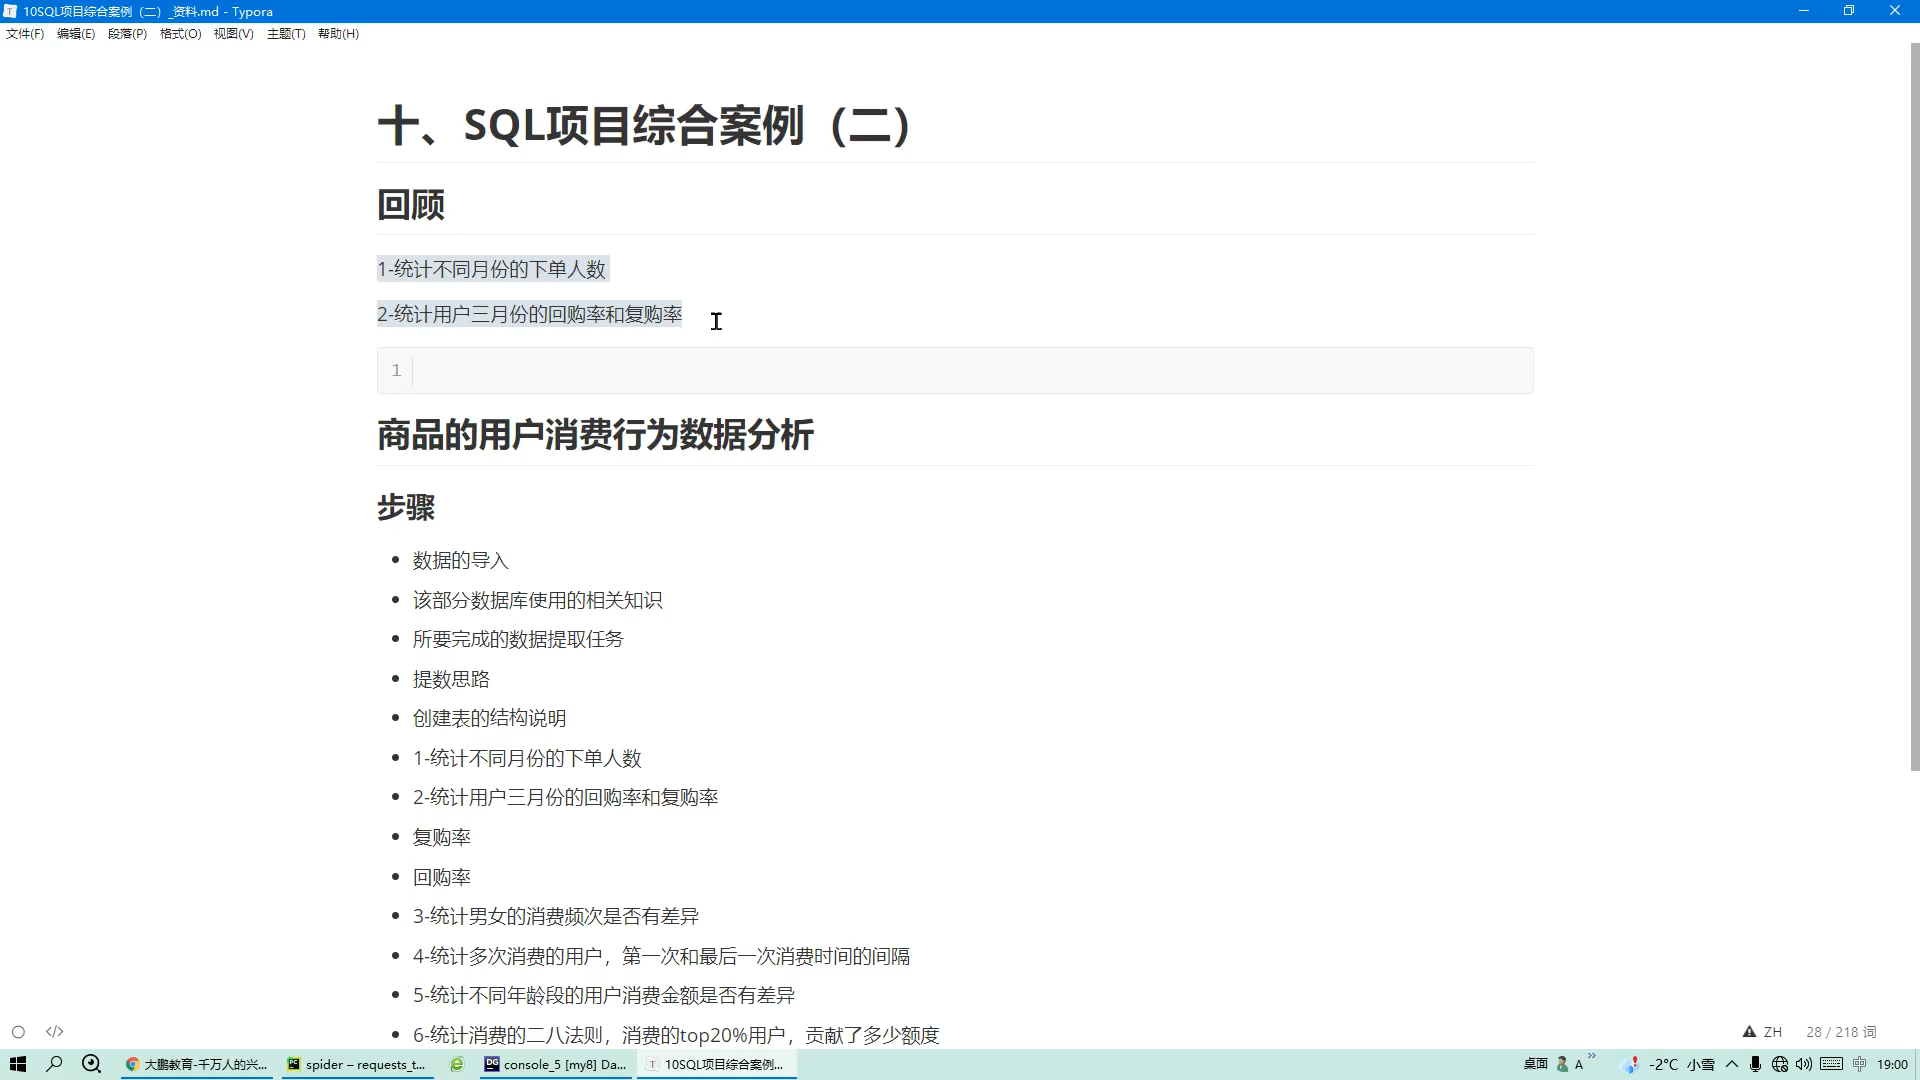 10SQL项目综合案例（二）_资料.md - Typora
文件(F) 编辑(E) 段落(P) 格式(O) 视图(V) 主题(T) 帮助(H)
十、SQL项目综合案例（二）
回顾
1-统计不同月份的下单人数
2-统计用户三月份的回购率和复购率
1
商品的用户消费行为数据分析
步骤
数据的导入
该部分数据库使用的相关知识
所要完成的数据提取任务
提数思路
创建表的结构说明
1-统计不同月份的下单人数
2-统计用户三月份的回购率和复购率
复购率
回购率
3-统计男女的消费频次是否有差异
4-统计多次消费的用户，第一次和最后一次消费时间的间隔
5-统计不同年龄段的用户消费金额是否有差异
6-统计消费的二八法则，消费的top20%用户，贡献了多少额度
ZH 28 / 218 词
大鹏教育-千万人的兴... spider – requests_t... console_5 [my8] Da... 10SQL项目综合案例... 桌面 A -2°C 小雪 中 19:00